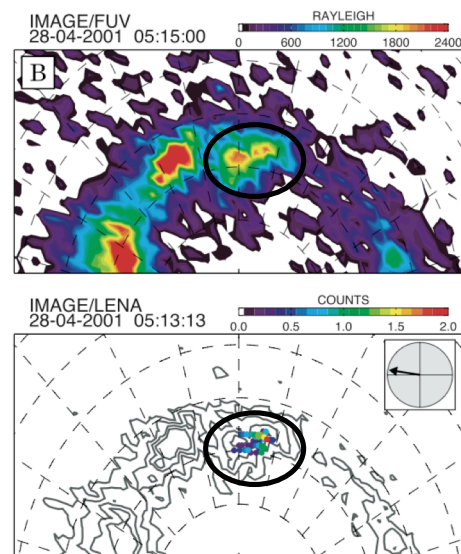 IMAGE/FUV
28-04-2001 05:15:00
RAYLEIGH
0 600 1200 1800 2400
B
IMAGE/LENA
28-04-2001 05:13:13
COUNTS
0.0 0.5 1.0 1.5 2.0